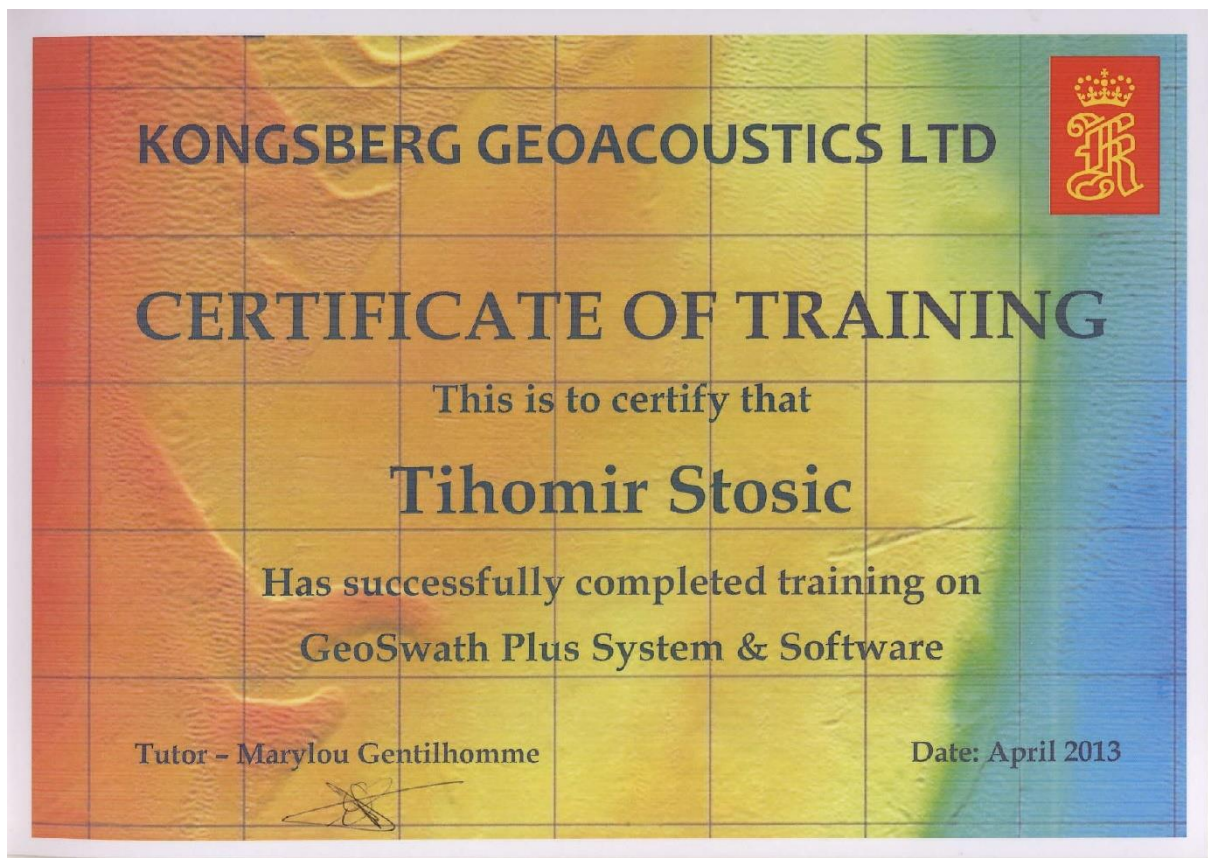 KONGSBERG GEOACOUSTICS LTD
CERTIFICATE OF TRAINING
This is to certify that
Tihomir Stosic
Has successfully completed training on
GeoSwath Plus System & Software
Tutor – Marylou Gentilhomme
Date: April 2013